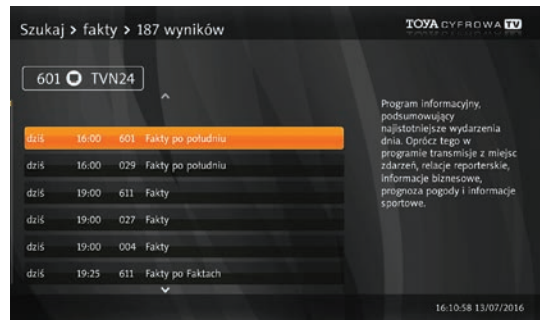 Szukaj > fakty > 187 wyników
TOYA CYFROWA TV
601 TVN24
dziś 16:00 601 Fakty po południu
dziś 16:00 029 Fakty po południu
dziś 19:00 611 Fakty
dziś 19:00 027 Fakty
dziś 19:00 004 Fakty
dziś 19:25 611 Fakty po Faktach
Program informacyjny,
podsumowujący
najistotniejsze wydarzenia
dnia. Oprócz tego w
programie transmisje z miejsc
zdarzeń, relacje reporterskie,
informacje biznesowe,
prognoza pogody i informacje
sportowe.
16:10:58 13/07/2016